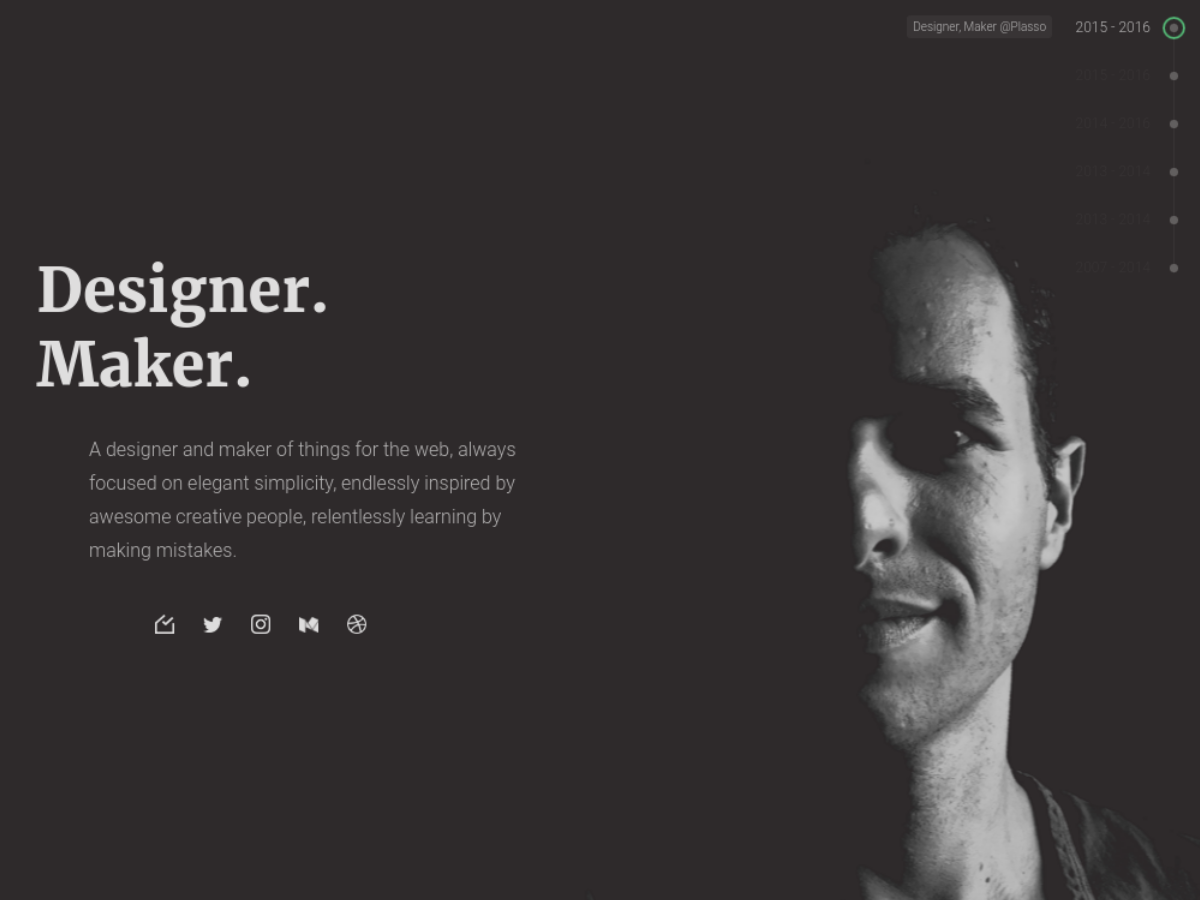 Designer, Maker @Plasso 2015 - 2016
2015 - 2016
2014 - 2016
2013 - 2014
2013 - 2014
2007 - 2014
Designer.
Maker.
A designer and maker of things for the web, always
focused on elegant simplicity, endlessly inspired by
awesome creative people, relentlessly learning by
making mistakes.